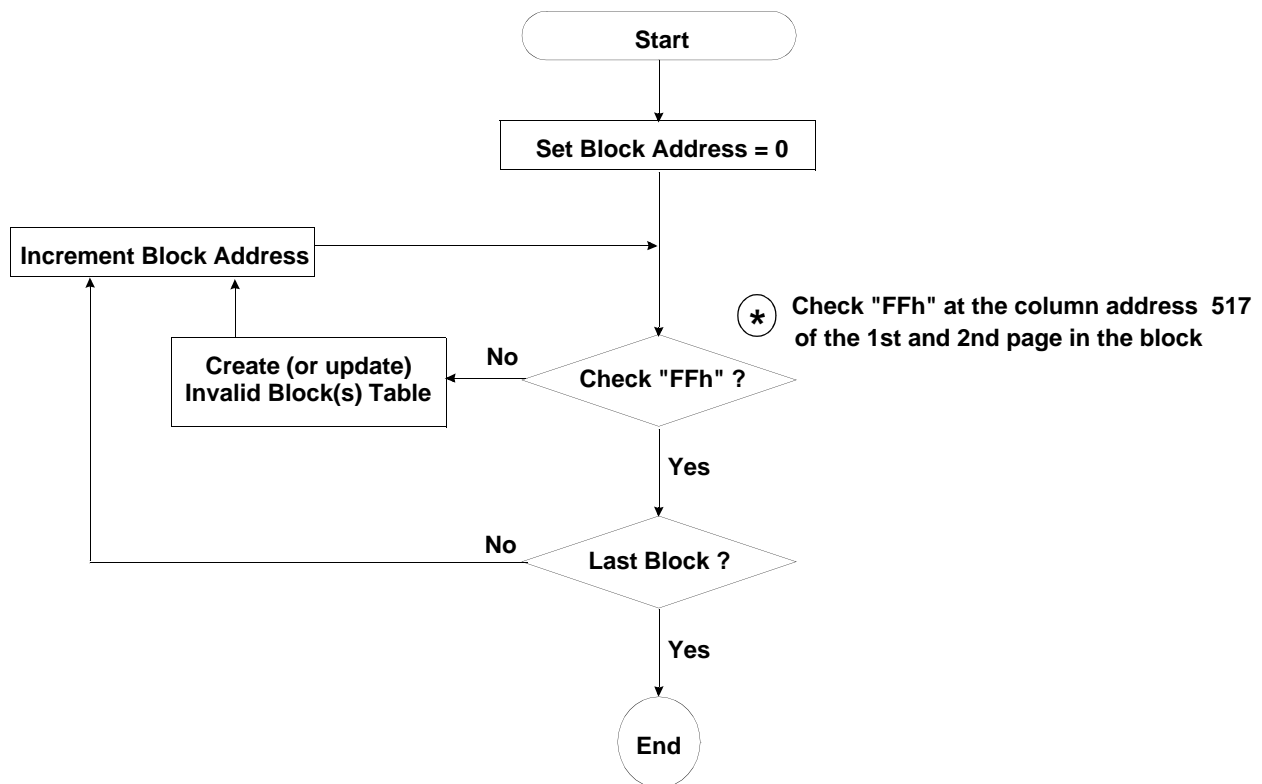 Start
Set Block Address = 0
Increment Block Address
* Check "FFh" at the column address 517
of the 1st and 2nd page in the block
No
Create (or update)
Invalid Block(s) Table
Check "FFh" ?
Yes
No
Last Block ?
Yes
End